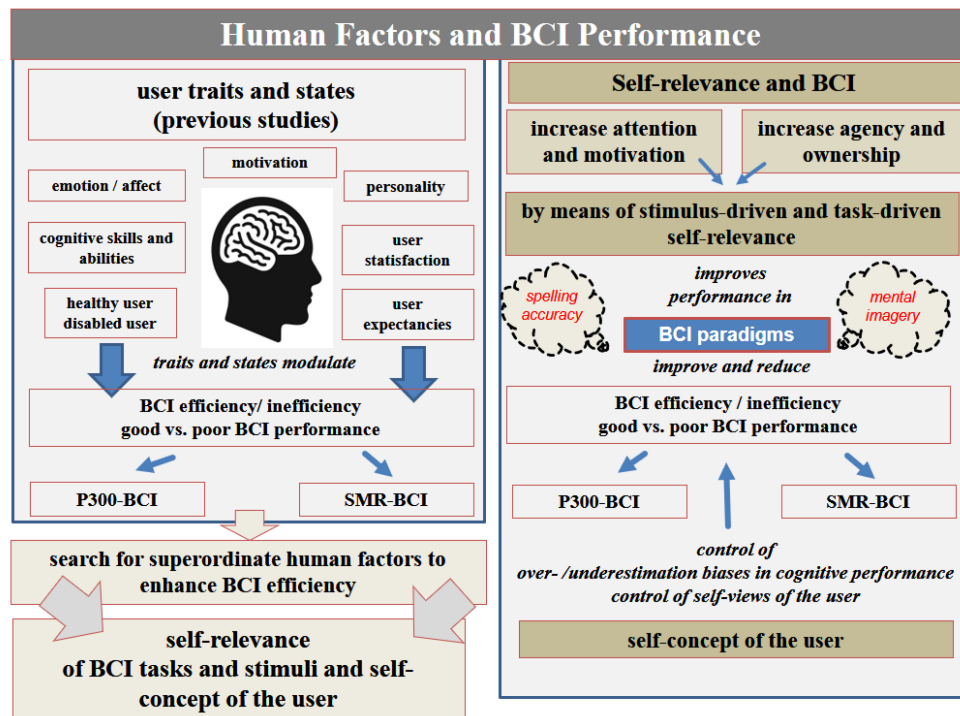 Human Factors and BCI Performance
user traits and states
(previous studies)
motivation
emotion / affect
personality
cognitive skills and
abilities
user
statisfaction
healthy user
disabled user
user
expectancies
traits and states modulate
BCI efficiency/ inefficiency
good vs. poor BCI performance
P300-BCI
SMR-BCI
search for superordinate human factors to
enhance BCI efficiency
self-relevance
of BCI tasks and stimuli and self-
concept of the user
Self-relevance and BCI
increase attention
and motivation
increase agency and
ownership
by means of stimulus-driven and task-driven
self-relevance
improves
performance in
spelling
accuracy
mental
imagery
BCI paradigms
improve and reduce
BCI efficiency / inefficiency
good vs. poor BCI performance
P300-BCI
SMR-BCI
control of
over- /underestimation biases in cognitive performance
control of self-views of the user
self-concept of the user